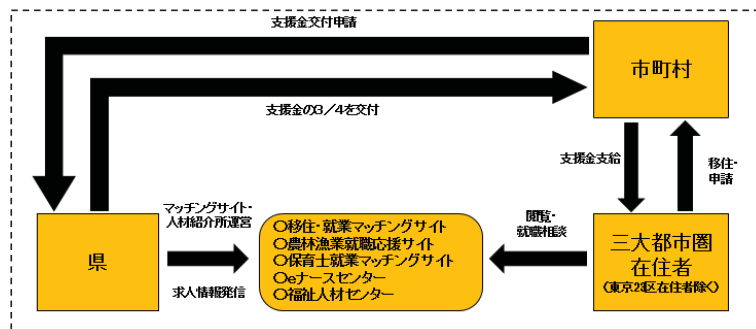 支援金交付申請
市町村
支援金の3/4を交付
支援金支給
移住・
申請
マッチングサイト・
人材紹介所運営
県
求人情報発信
○移住・就業マッチングサイト
○農林漁業就職応援サイト
○保育士就業マッチングサイト
○eナースセンター
○福祉人材センター
閲覧・
就職相談
三大都市圏
在住者
(東京23区在住者除く)